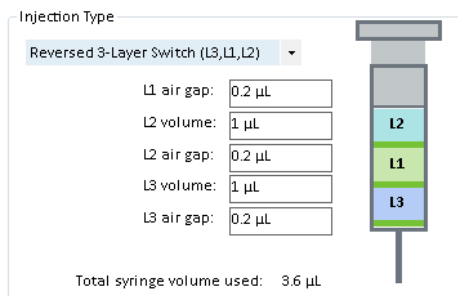 Injection Type
Reversed 3-Layer Switch (L3,L1,L2)
L1 air gap: 0.2 µL
L2 volume: 1 µL
L2 air gap: 0.2 µL
L3 volume: 1 µL
L3 air gap: 0.2 µL
Total syringe volume used: 3.6 µL
L2
L1
L3